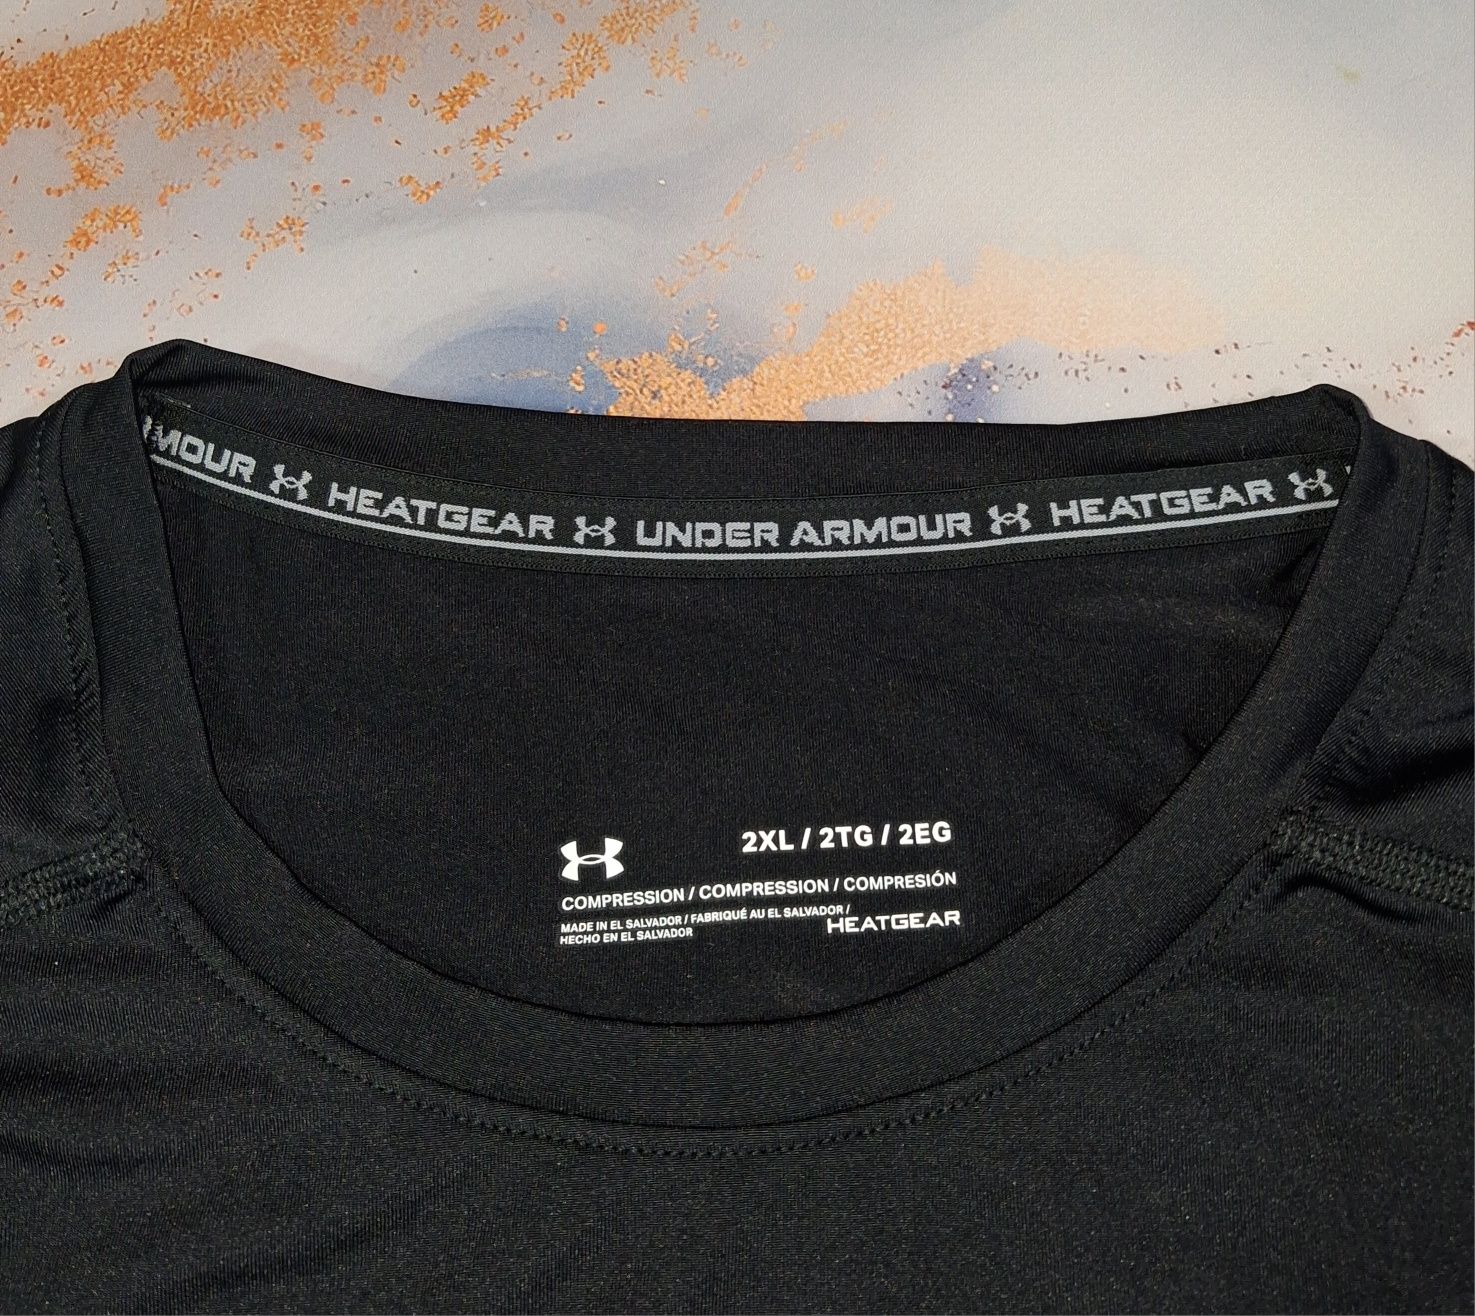 MOUR HEATGEAR UNDER ARMOUR HEATGEAR
2XL / 2TG / 2EG
COMPRESSION / COMPRESSION / COMPRESIÓN
MADE IN EL SALVADOR / FABRIQUÉ AU EL SALVADOR /
HECHO EN EL SALVADOR
HEATGEAR